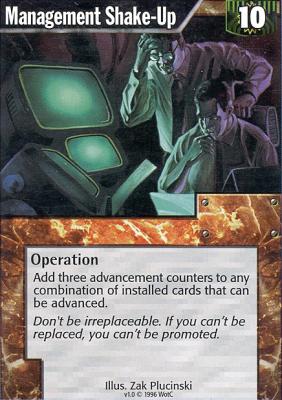 Management Shake-Up
10
Operation
Add three advancement counters to any
combination of installed cards that can
be advanced.
Don't be irreplaceable. If you can't be
replaced, you can't be promoted.
Illus. Zak Plucinski
v1.0 © 1996 WotC